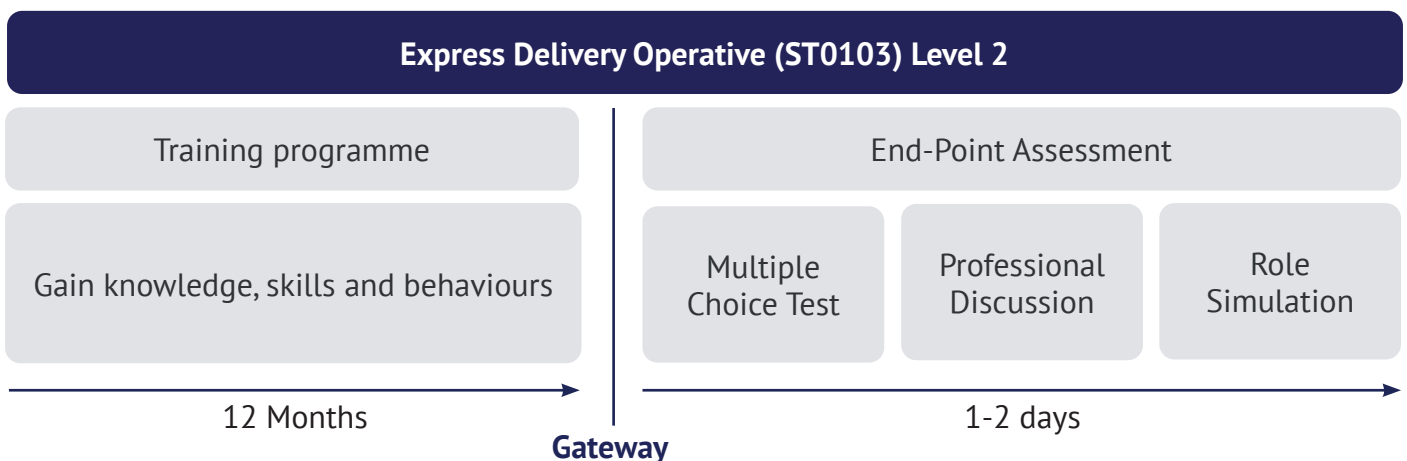 Express Delivery Operative (ST0103) Level 2
Training programme
End-Point Assessment
Gain knowledge, skills and behaviours
Multiple
Choice Test
Professional
Discussion
Role
Simulation
12 Months
1-2 days
Gateway